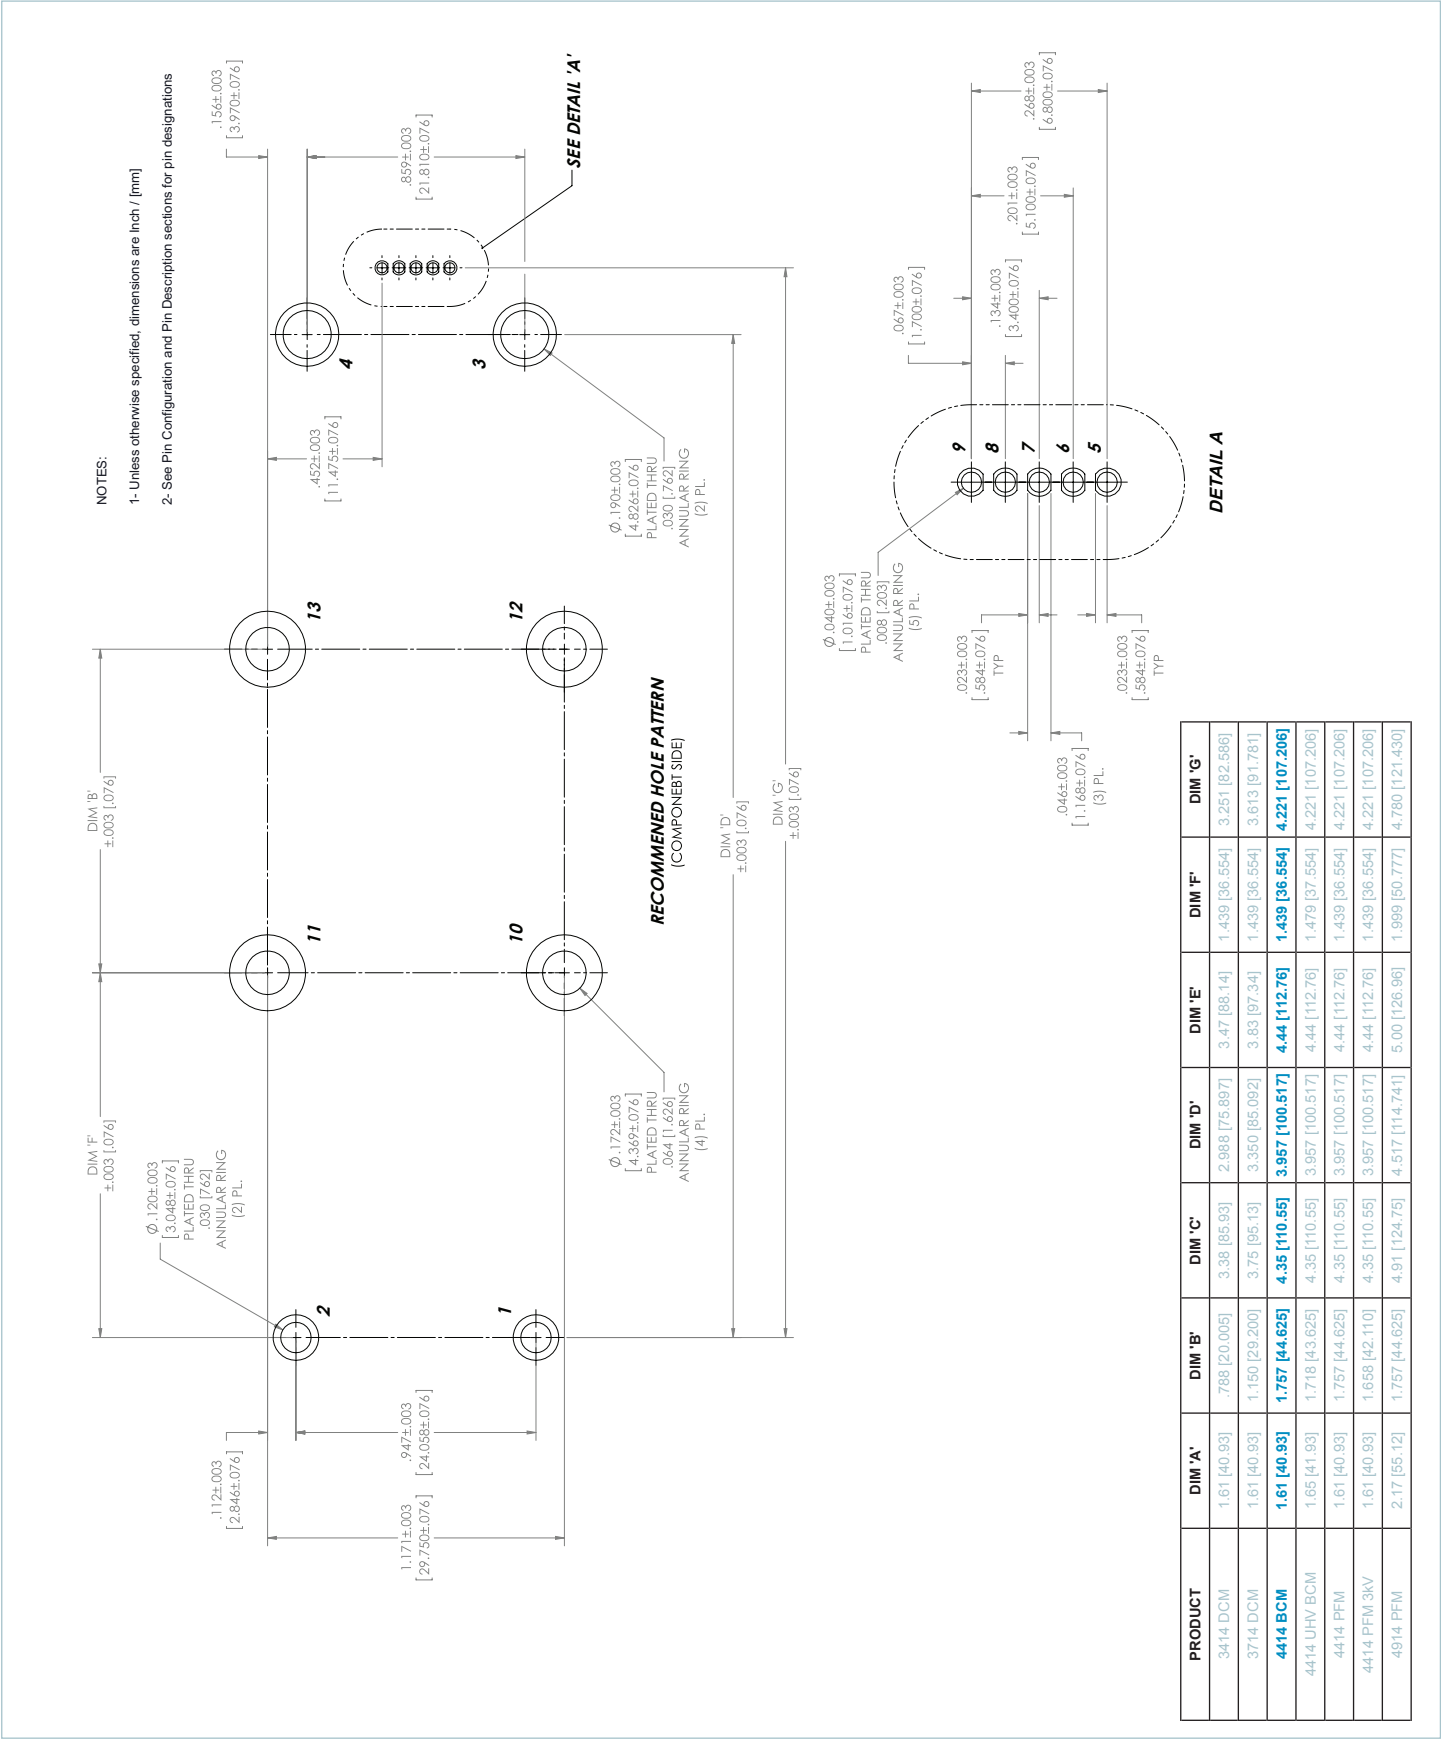 NOTES:
1- Unless otherwise specified, dimensions are Inch / [mm]
2- See Pin Configuration and Pin Description sections for pin designations
DIM 'F'
±.003 [.076]
DIM 'B'
±.003 [.076]
.112±.003
[2.846±.076]
Ø.120±.003
[3.048±.076]
PLATED THRU
.030 [762]
ANNULAR RING
(2) PL.
.156±.003
[3.970±.076]
2
11
13
4
.452±.003
[11.475±.076]
.859±.003
[21.810±.076]
.947±.003
[24.058±.076]
1.171±.003
[29.750±.076]
1
10
12
3
SEE DETAIL 'A'
Ø.172±.003
[4.369±.076]
PLATED THRU
.064 [1.626]
ANNULAR RING
(4) PL.
Ø.190±.003
[4.826±.076]
PLATED THRU
.030 [.762]
ANNULAR RING
(2) PL.
RECOMMENED HOLE PATTERN
(COMPONEBT SIDE)
DIM 'D'
±.003 [.076]
DIM 'G'
±.003 [.076]
Ø.040±.003
[1.016±.076]
PLATED THRU
.008 [.203]
ANNULAR RING
(5) PL.
.067±.003
[1.700±.076]
.134±.003
[3.400±.076]
.201±.003
[5.100±.076]
.268±.003
[6.800±.076]
9
8
7
6
5
.023±.003
[.584±.076]
TYP
.023±.003
[.584±.076]
TYP
.046±.003
[1.168±.076]
(3) PL.
DETAIL A
PRODUCT DIM 'A' DIM 'B' DIM 'C' DIM 'D' DIM 'E' DIM 'F' DIM 'G'
3414 DCM 1.61 [40.93] .788 [20.005] 3.38 [85.93] 2.988 [75.897] 3.47 [88.14] 1.439 [36.554] 3.251 [82.586]
3714 DCM 1.61 [40.93] 1.150 [29.200] 3.75 [95.13] 3.350 [85.092] 3.83 [97.34] 1.439 [36.554] 3.613 [91.781]
4414 BCM 1.61 [40.93] 1.757 [44.625] 4.35 [110.55] 3.957 [100.517] 4.44 [112.76] 1.439 [36.554] 4.221 [107.206]
4414 UHV BCM 1.65 [41.93] 1.718 [43.625] 4.35 [110.55] 3.957 [100.517] 4.44 [112.76] 1.479 [37.554] 4.221 [107.206]
4414 PFM 1.61 [40.93] 1.757 [44.625] 4.35 [110.55] 3.957 [100.517] 4.44 [112.76] 1.439 [36.554] 4.221 [107.206]
4414 PFM 3kV 1.61 [40.93] 1.658 [42.110] 4.35 [110.55] 3.957 [100.517] 4.44 [112.76] 1.439 [36.554] 4.221 [107.206]
4914 PFM 2.17 [55.12] 1.757 [44.625] 4.91 [124.75] 4.517 [114.741] 5.00 [126.96] 1.999 [50.777] 4.780 [121.430]